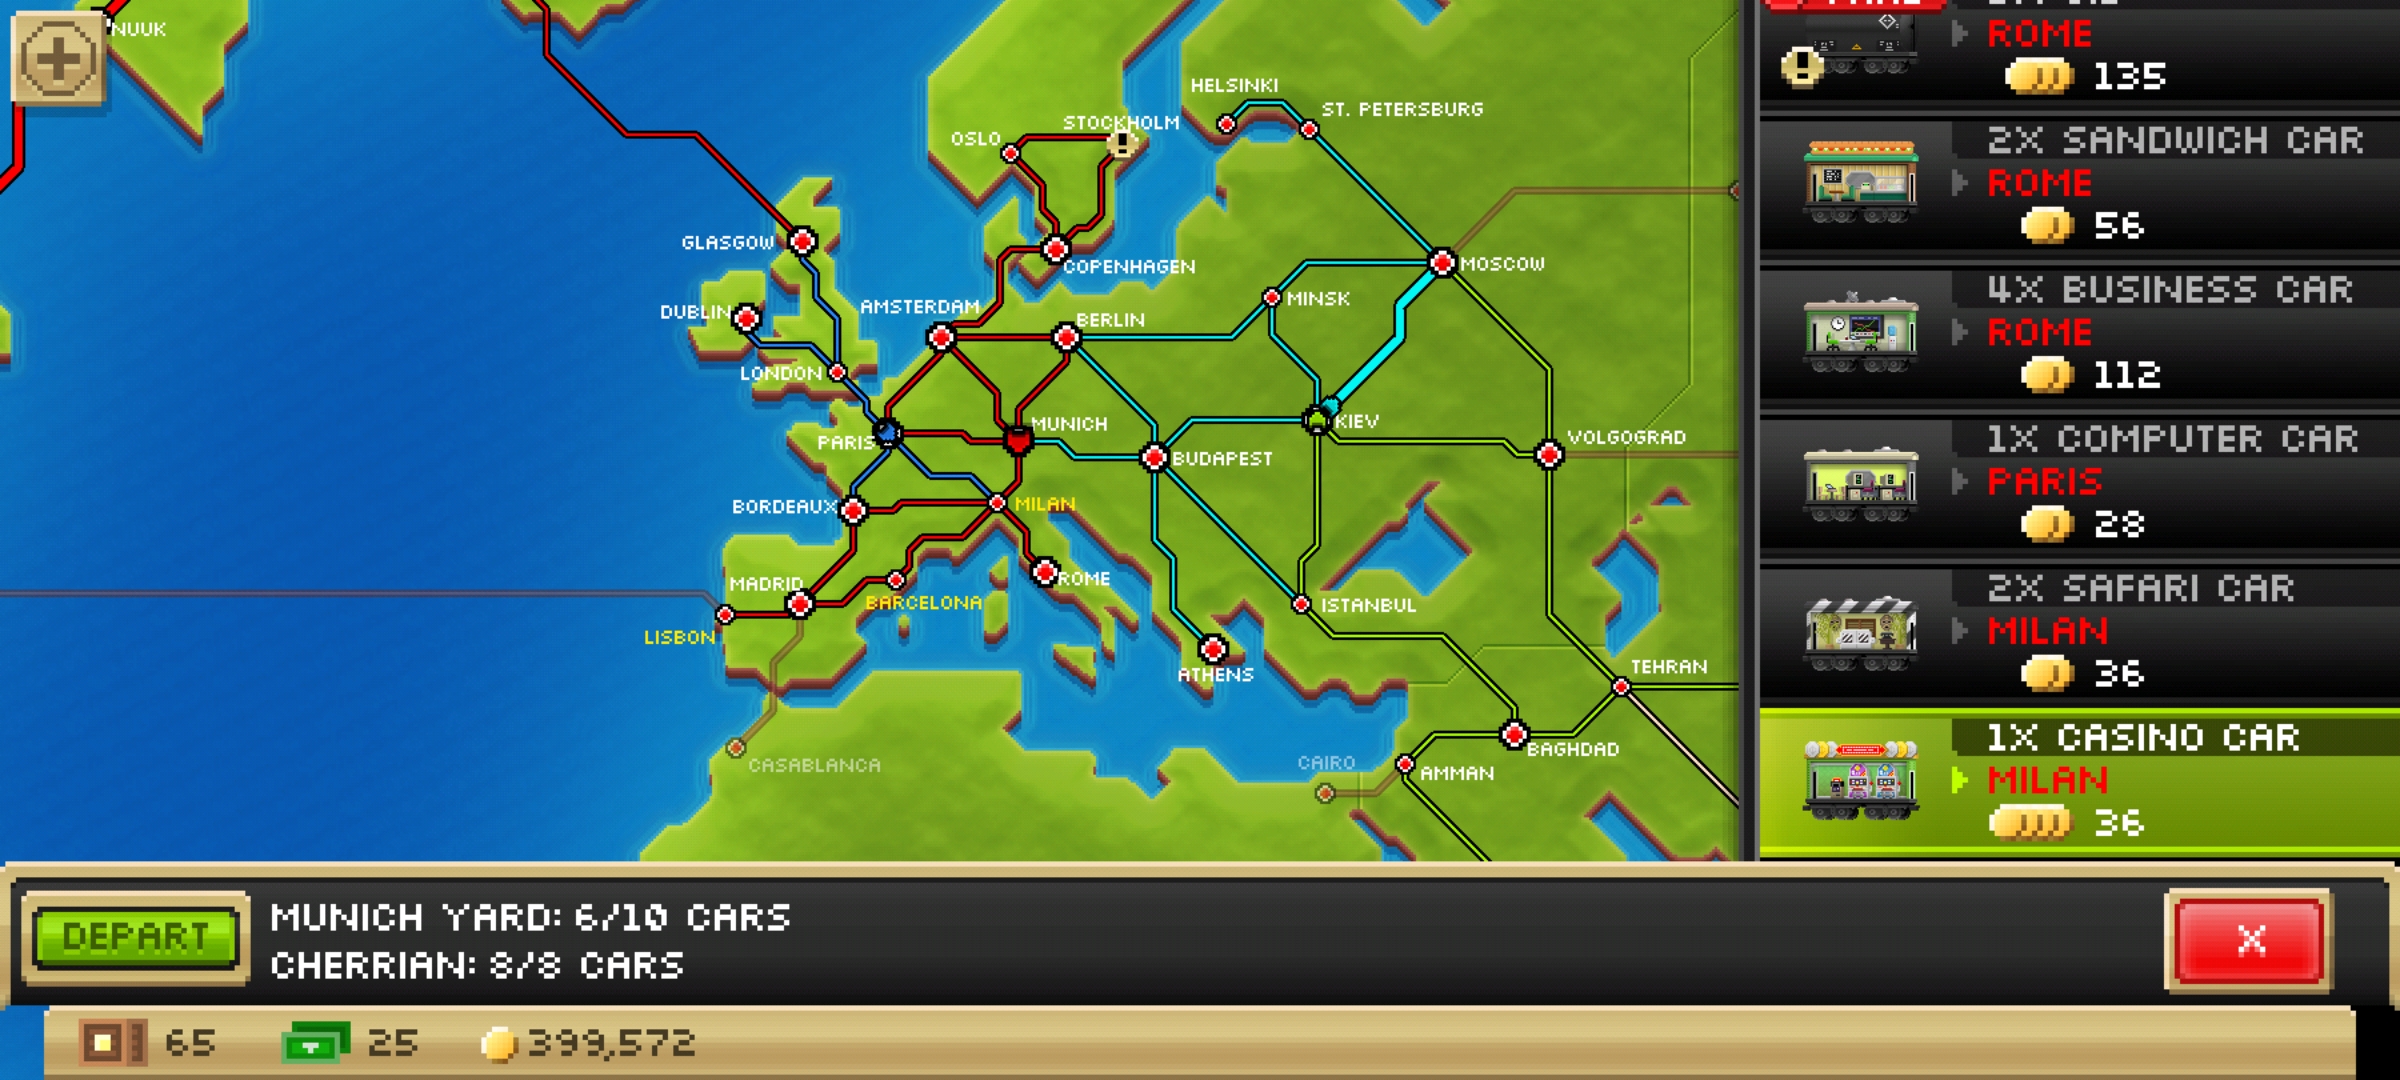 NUUK
HELSINKI
ST. PETERSBURG
STOCKHOLM
OSLO
GLASGOW
COPENHAGEN
MOSCOW
DUBLIN
AMSTERDAM
BERLIN
MINSK
LONDON
MUNICH
KIEV
PARIS
BUDAPEST
VOLGOGRAD
BORDEAUX
MILAN
MADRID
ROME
BARCELONA
ISTANBUL
LISBON
ATHENS
TEHRAN
BAGHDAD
CASABLANCA
CAIRO
AMMAN
ROME
135
2X SANDWICH CAR
ROME
56
4X BUSINESS CAR
ROME
112
1X COMPUTER CAR
PARIS
28
2X SAFARI CAR
MILAN
36
1X CASINO CAR
MILAN
36
DEPART
MUNICH YARD: 6/10 CARS
CHERRIAN: 8/8 CARS
X
65
25
399,572